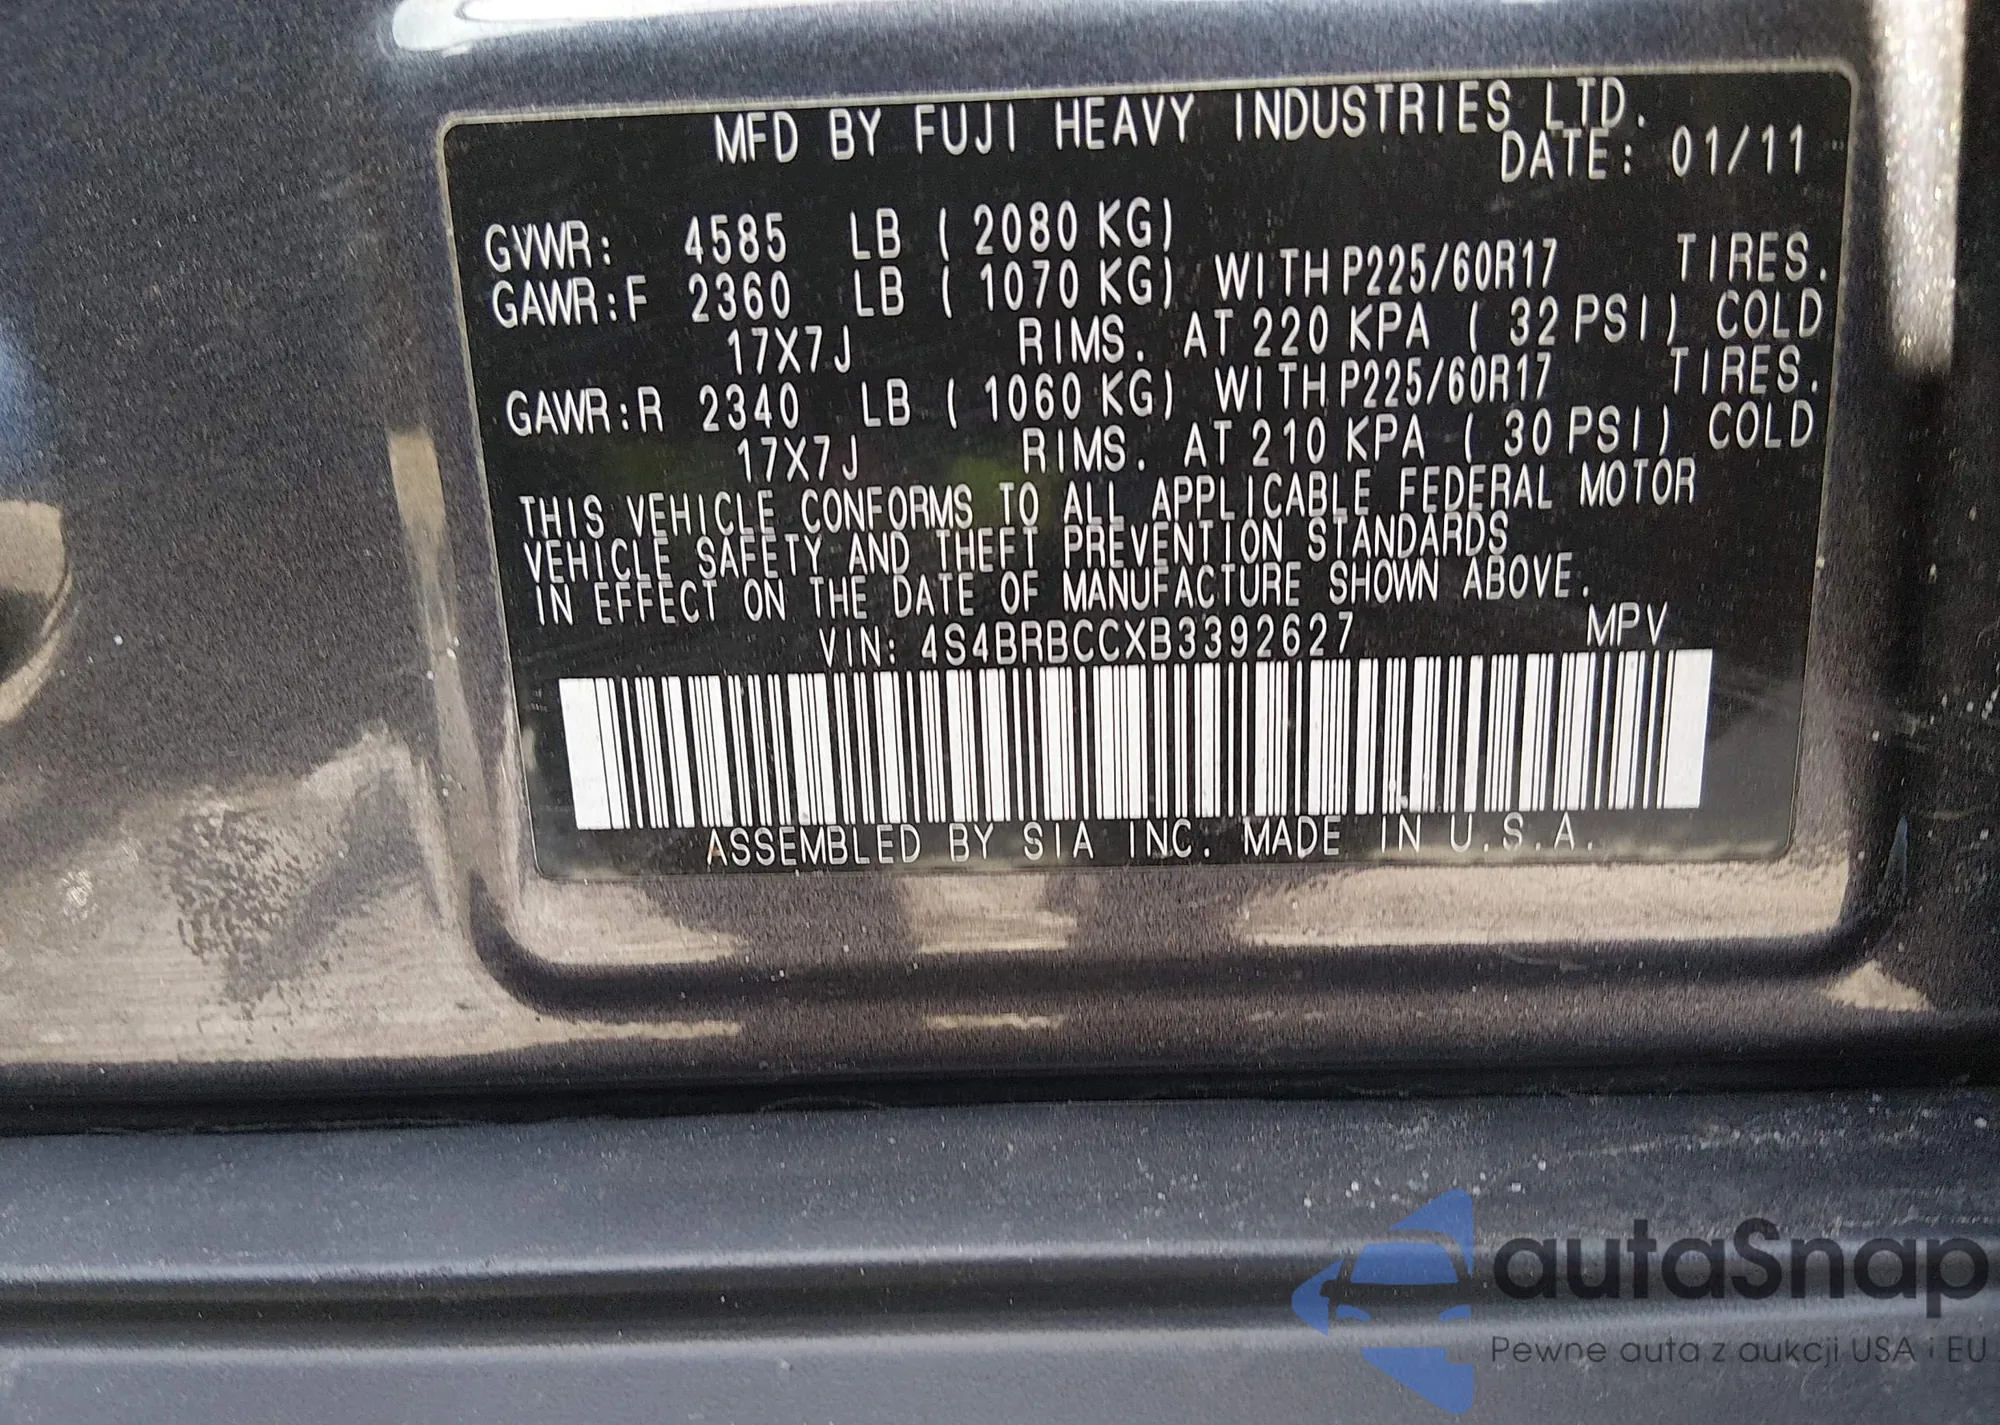 MFD BY FUJI HEAVY INDUSTRIES LTD.
DATE: 01/11
GVWR: 4585 LB ( 2080 KG)
GAWR:F 2360 LB ( 1070 KG) WITH P225/60R17 TIRES.
17X7J RIMS. AT 220 KPA ( 32 PSI) COLD
GAWR:R 2340 LB ( 1060 KG) WITH P225/60R17 TIRES.
17X7J RIMS. AT 210 KPA ( 30 PSI) COLD
THIS VEHICLE CONFORMS TO ALL APPLICABLE FEDERAL MOTOR
VEHICLE SAFETY AND THEFT PREVENTION STANDARDS
IN EFFECT ON THE DATE OF MANUFACTURE SHOWN ABOVE.
VIN: 4S4BRBCCXB3392627 MPV
ASSEMBLED BY SIA INC. MADE IN U.S.A.
autaSnap
Pewne auta z aukcji USA i EU